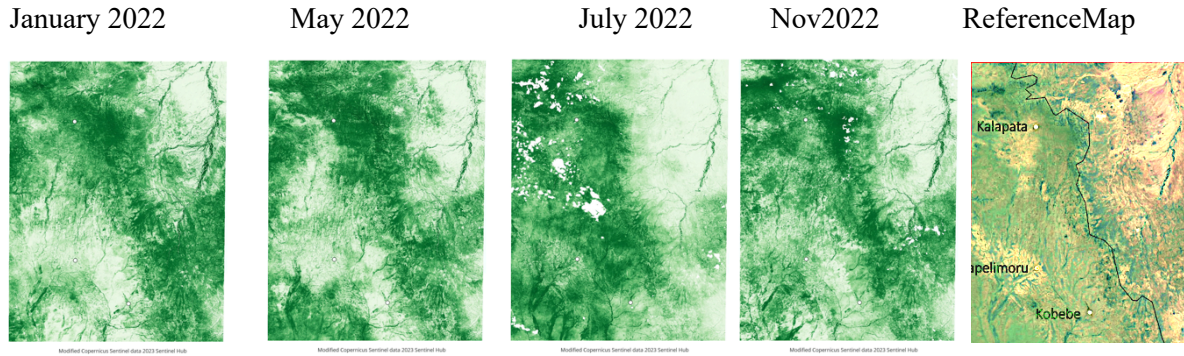 January 2022
May 2022
July 2022
Nov2022
ReferenceMap
Kalapata
apelimoru
Kobebe
Modified Copernicus Sentinel data 2023 Sentinel Hub
Modified Copernicus Sentinel data 2023 Sentinel Hub
Modified Copernicus Sentinel data 2023 Sentinel Hub
Modified Copernicus Sentinel data 2023 Sentinel Hub